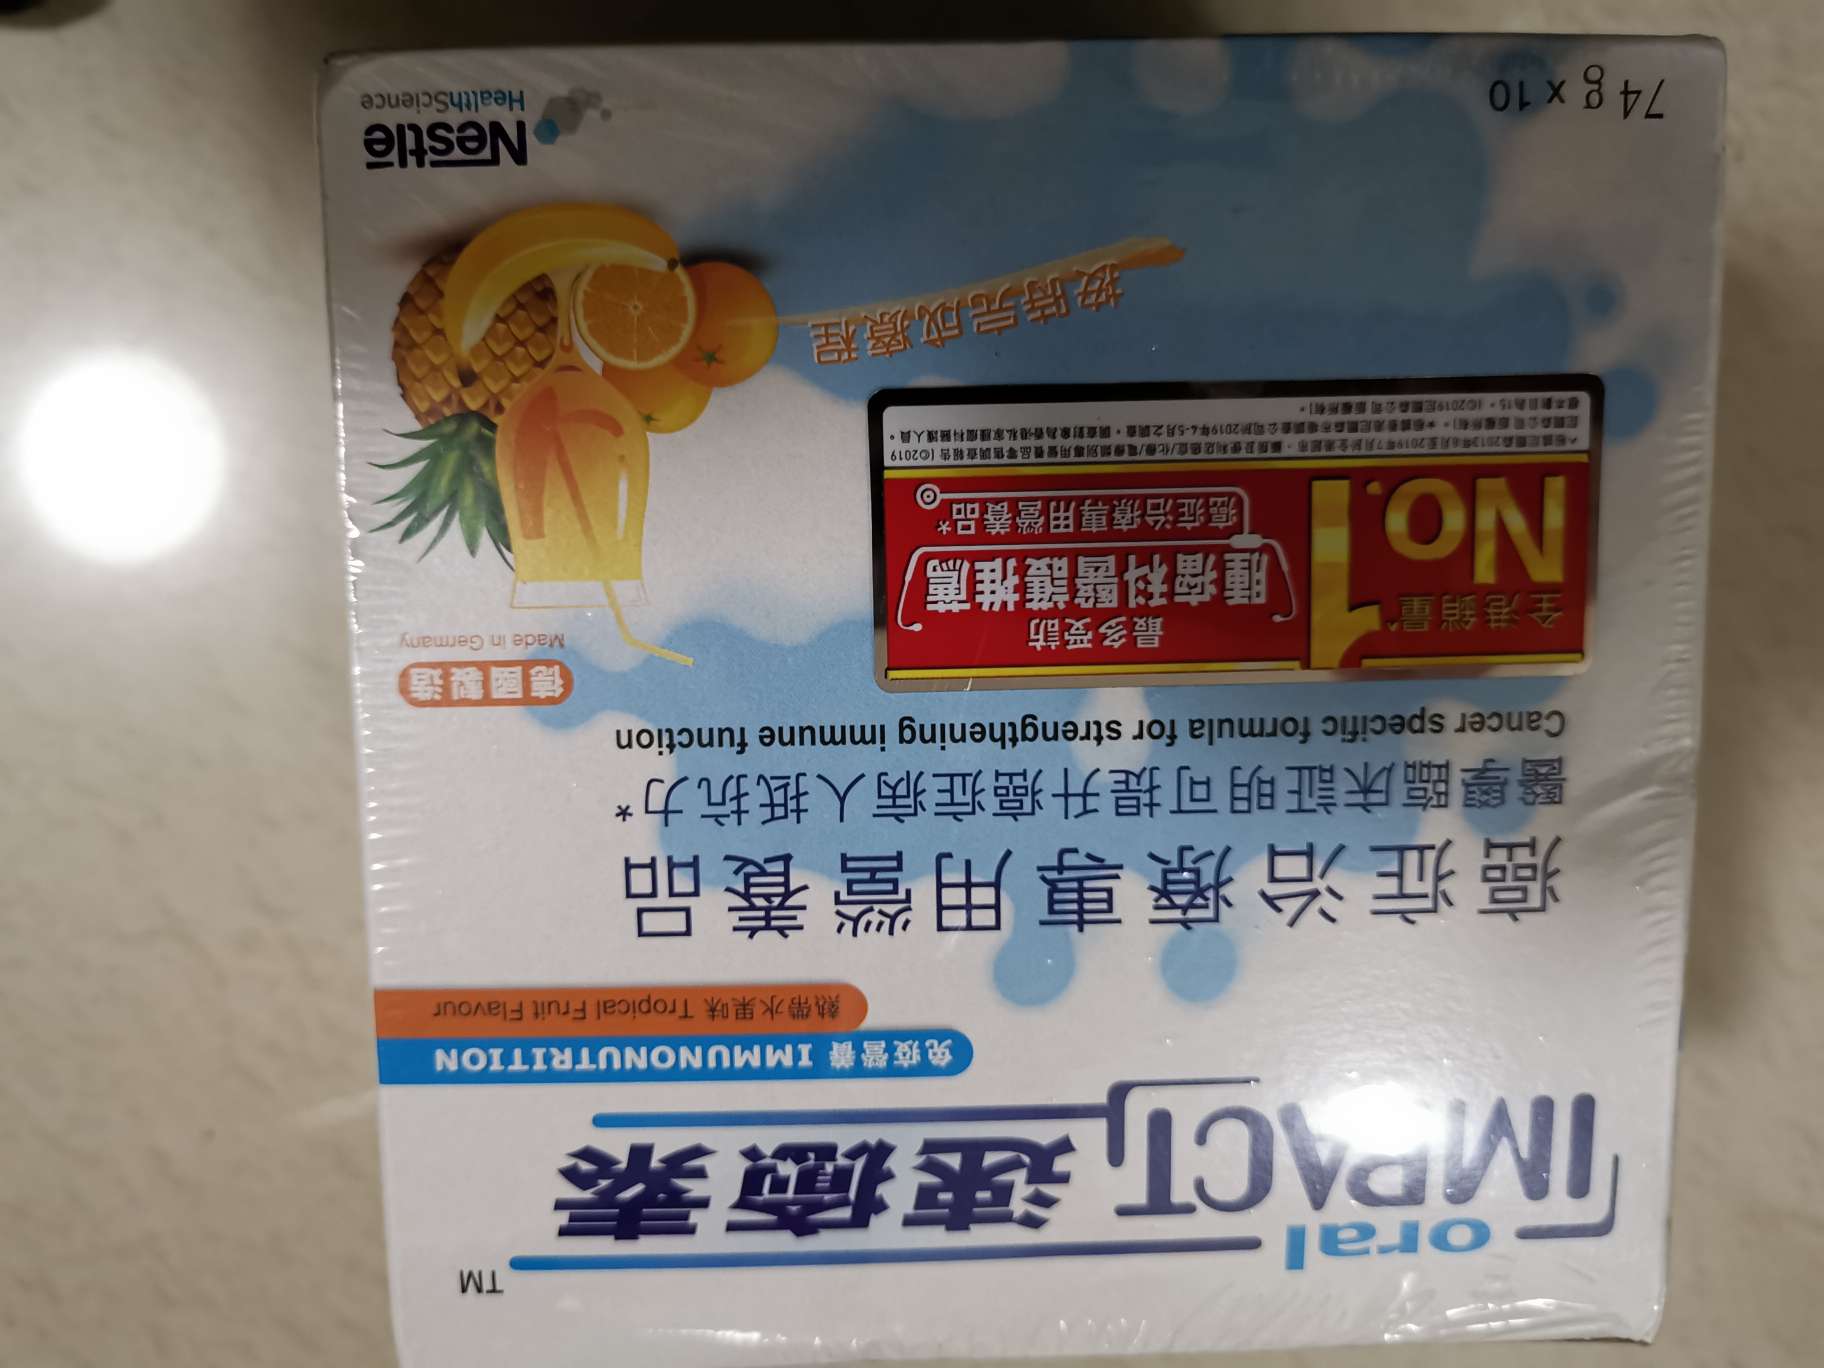 TM
oral
IMPACT 速癒素
免疫營養 IMMUNONUTRITION
熱帶水果味 Tropical Fruit Flavour
癌症治療專用營養品
醫學臨床証明可提升癌症病人抵抗力*
Cancer specific formula for strengthening immune function
德國製造
Made in Germany
全港銷量^
No.1
最多受訪
腫瘤科醫護推薦
癌症治療專用營養品*
按時完成療程
74 g x 10
Nestlé
HealthScience